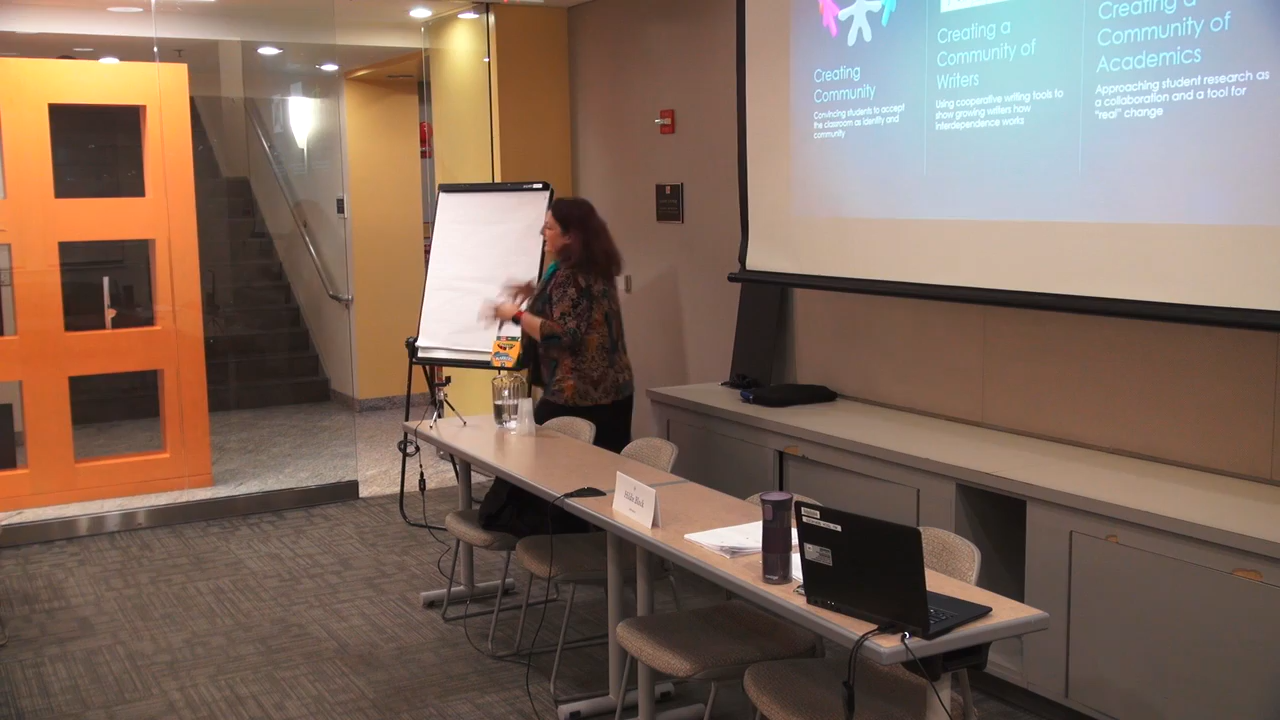 Creating
Community
Convincing students to accept
the classroom as identity and
community
Creating a
Community of
Writers
Using cooperative writing tools to
show growing writers how
interdependence works
Creating a
Community of
Academics
Approaching student research as
a collaboration and a tool for
"real" change